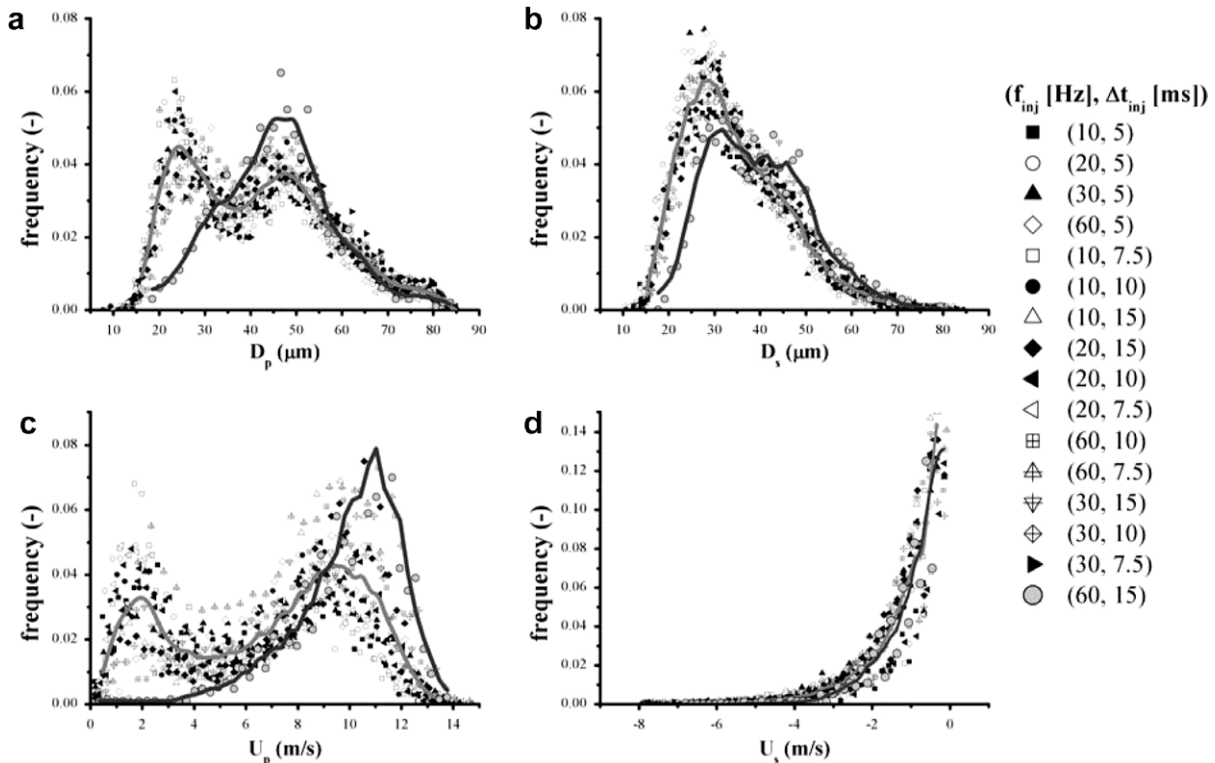 a
0.08
0.06
0.04
0.02
0.00
frequency (-)
10 20 30 40 50 60 70 80 90
D_p (μm)
b
0.08
0.06
0.04
0.02
0.00
frequency (-)
10 20 30 40 50 60 70 80 90
D_s (μm)
c
0.08
0.06
0.04
0.02
0.00
frequency (-)
0 2 4 6 8 10 12 14
U_p (m/s)
d
0.14
0.12
0.10
0.08
0.06
0.04
0.02
0.00
frequency (-)
-8 -6 -4 -2 0
U_s (m/s)
(f_inj [Hz], Δt_inj [ms])
(10, 5)
(20, 5)
(30, 5)
(60, 5)
(10, 7.5)
(10, 10)
(10, 15)
(20, 15)
(20, 10)
(20, 7.5)
(60, 10)
(60, 7.5)
(30, 15)
(30, 10)
(30, 7.5)
(60, 15)